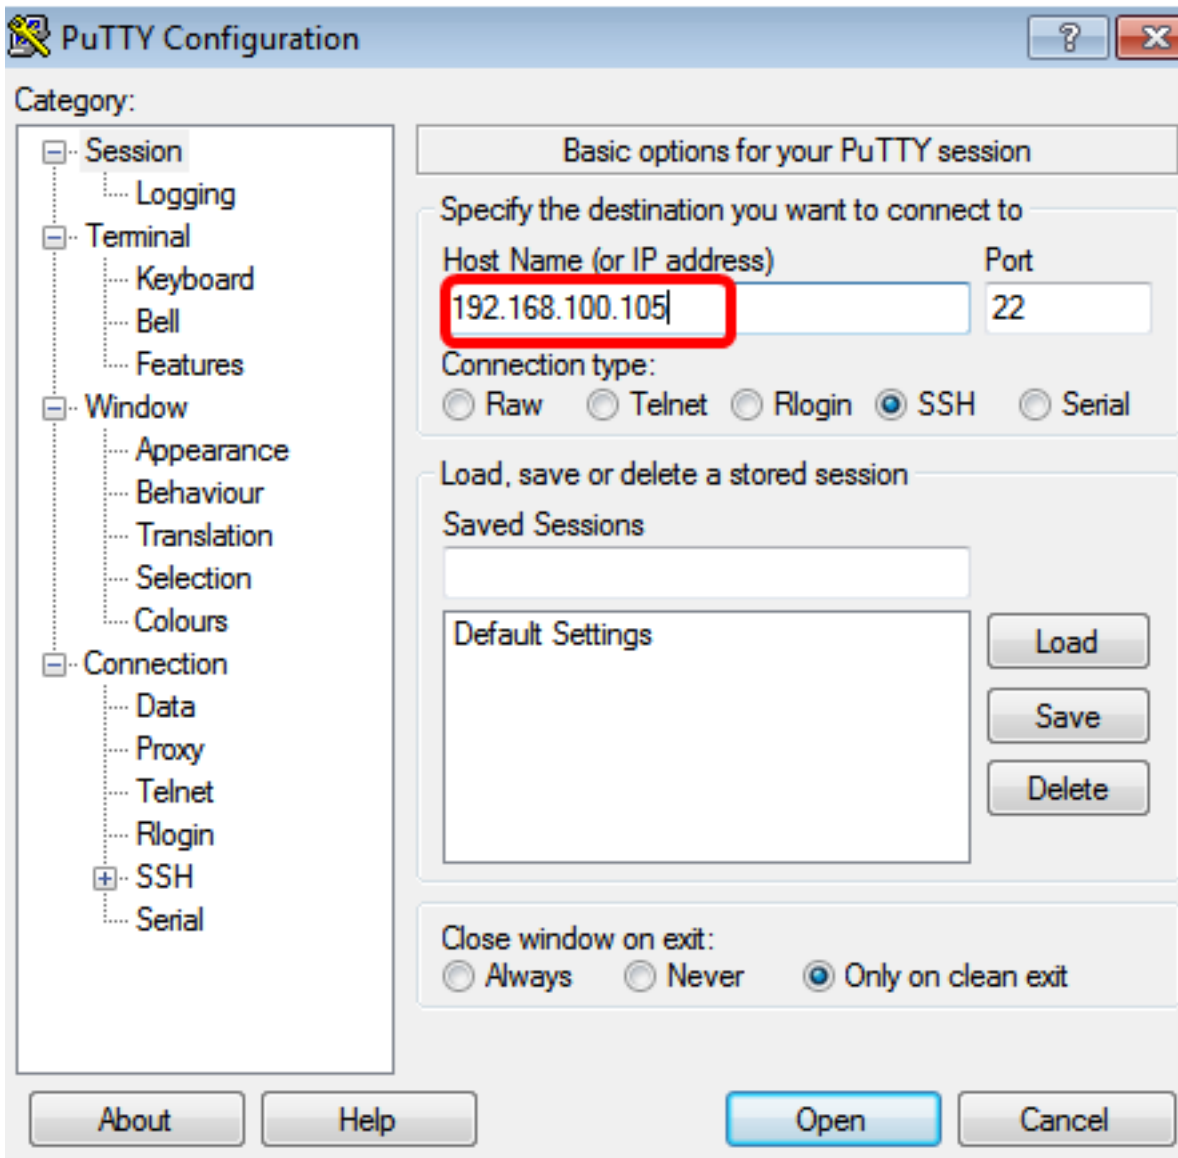 PuTTY Configuration
Category:
Session
Logging
Terminal
Keyboard
Bell
Features
Window
Appearance
Behaviour
Translation
Selection
Colours
Connection
Data
Proxy
Telnet
Rlogin
SSH
Serial
Basic options for your PuTTY session
Specify the destination you want to connect to
Host Name (or IP address) Port
192.168.100.105 22
Connection type:
Raw Telnet Rlogin SSH Serial
Load, save or delete a stored session
Saved Sessions
Default Settings
Load
Save
Delete
Close window on exit:
Always Never Only on clean exit
About Help Open Cancel